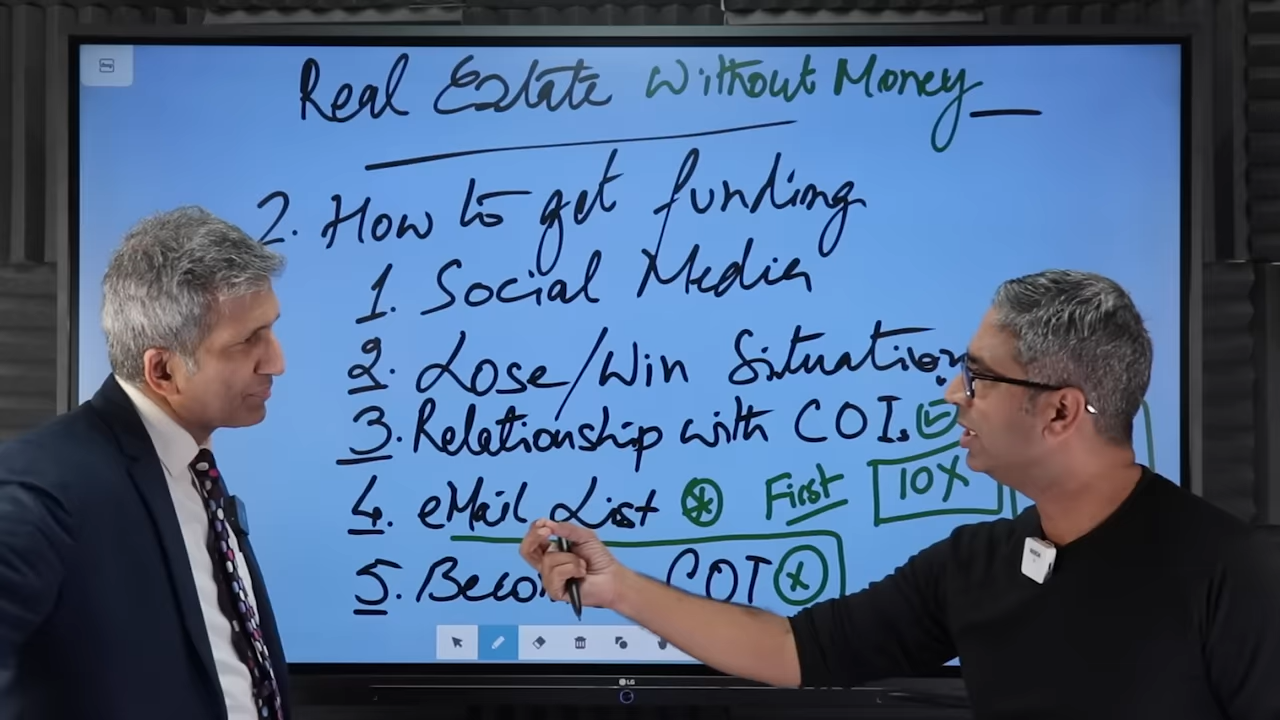 Real Estate Without Money
2. How to get funding
1. Social Media
2. Lose/Win Situation
3. Relationship with COI.
4. eMail List First 10X
5. COI
LG